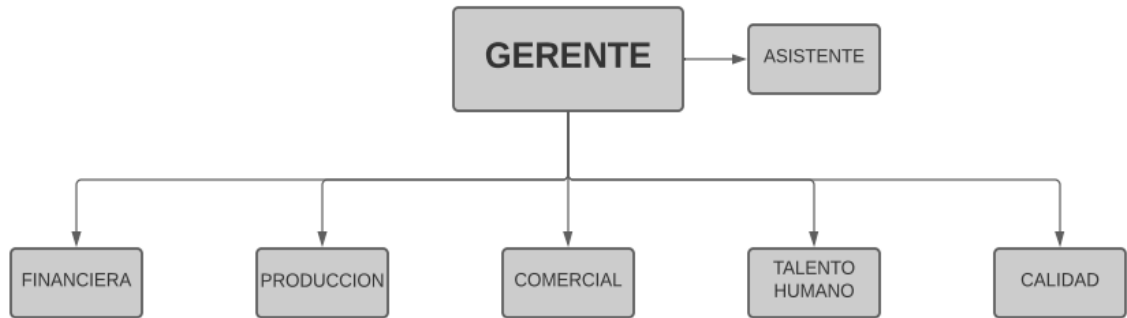 GERENTE
ASISTENTE
FINANCIERA
PRODUCCION
COMERCIAL
TALENTO
HUMANO
CALIDAD